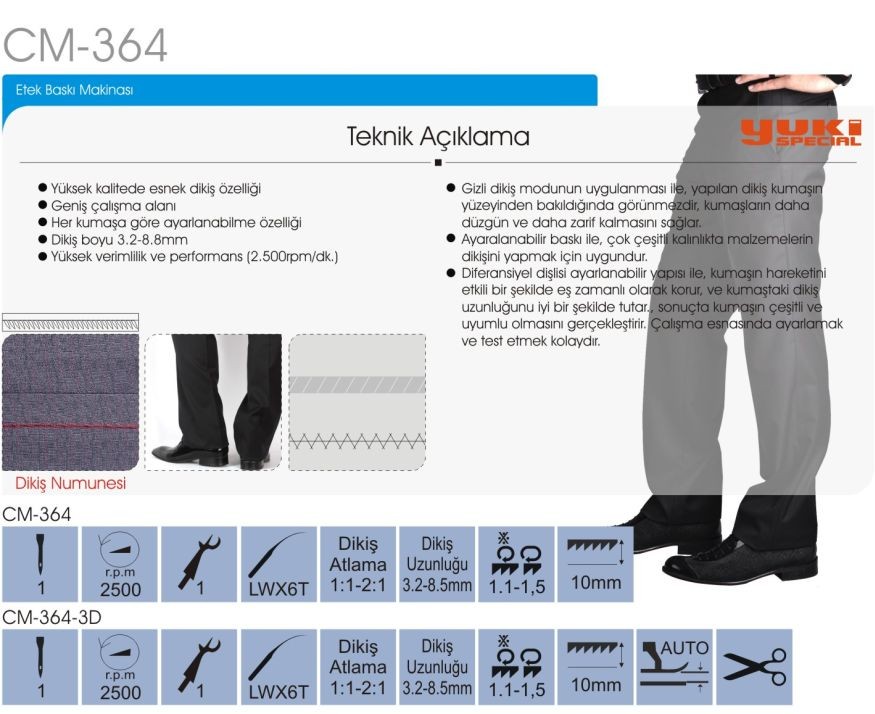 CM-364
Etek Baskı Makinası
Teknik Açıklama
YUKI
SPECIAL
● Yüksek kalitede esnek dikiş özelliği
● Geniş çalışma alanı
● Her kumaşa göre ayarlanabilme özelliği
● Dikiş boyu 3.2-8.8mm
● Yüksek verimlilik ve performans (2.500rpm/dk.)
● Gizli dikiş modunun uygulanması ile, yapılan dikiş kumaşın
yüzeyinden bakıldığında görünmezdir, kumaşların daha
düzgün ve daha zarif kalmasını sağlar.
● Ayaralanabilir baskı ile, çok çeşitli kalınlıkta malzemelerin
dikişini yapmak için uygundur.
● Diferansiyel dişlisi ayarlanabilir yapısı ile, kumaşın hareketini
etkili bir şekilde eş zamanlı olarak korur, ve kumaştaki dikiş
uzunluğunu iyi bir şekilde tutar., sonuçta kumaşın çeşitli ve
uyumlu olmasını gerçekleştirir. Çalışma esnasında ayarlamak
ve test etmek kolaydır.
Dikiş Numunesi
CM-364
1
r.p.m
2500
1
LWX6T
Dikiş
Atlama
1:1-2:1
Dikiş
Uzunluğu
3.2-8.5mm
1.1-1,5
10mm
CM-364-3D
1
r.p.m
2500
1
LWX6T
Dikiş
Atlama
1:1-2:1
Dikiş
Uzunluğu
3.2-8.5mm
1.1-1,5
10mm
AUTO